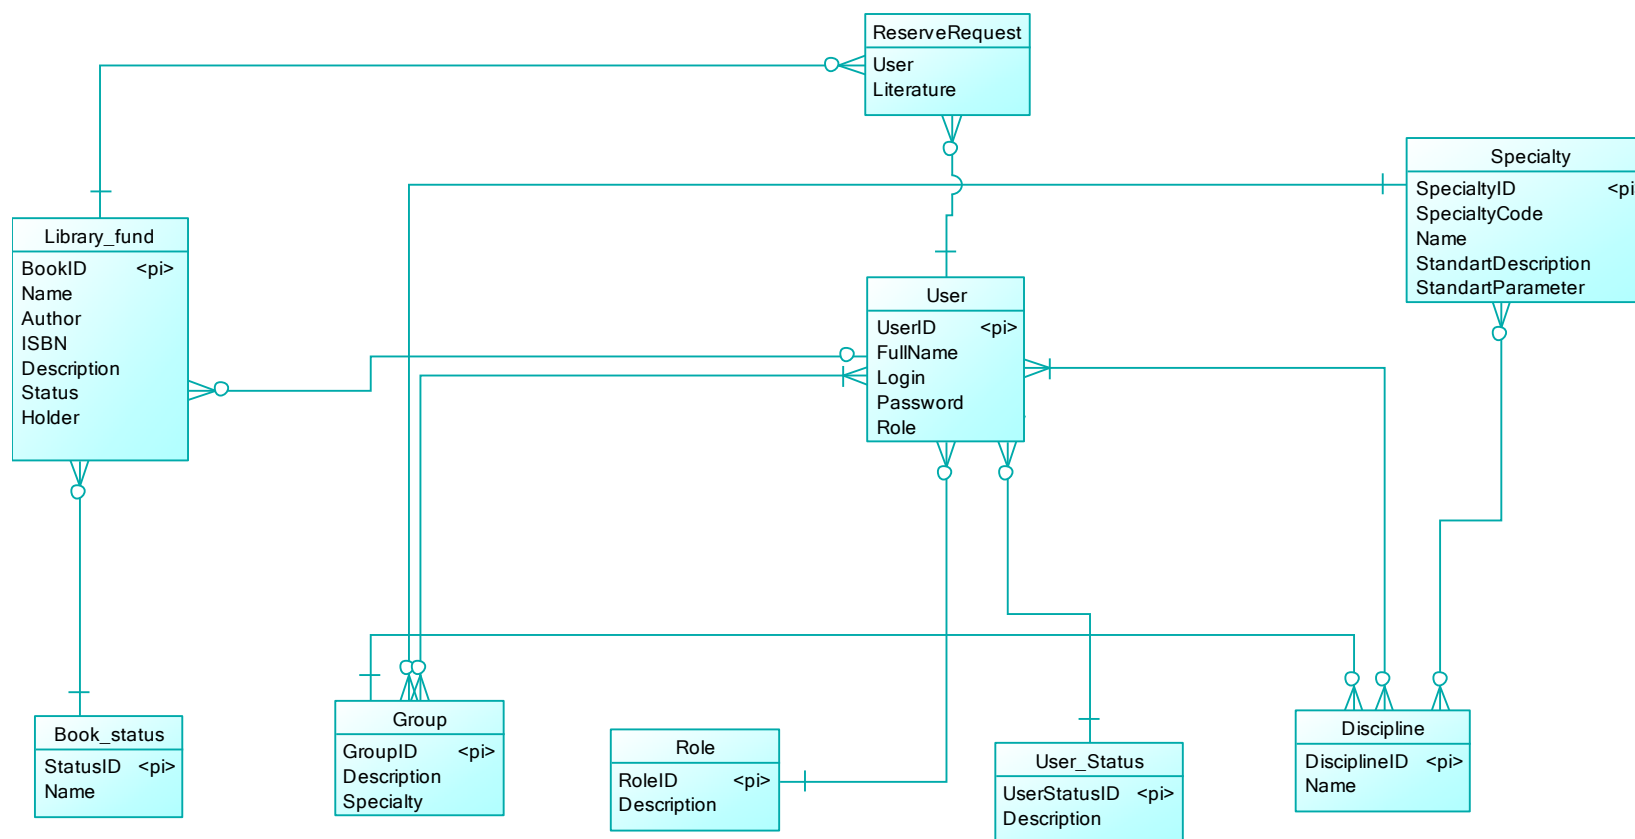 ReserveRequest
User
Literature
Specialty
SpecialtyID <pi
SpecialtyCode
Name
StandartDescription
StandartParameter
Library_fund
BookID <pi>
Name
Author
ISBN
Description
Status
Holder
User
UserID <pi>
FullName
Login
Password
Role
Book_status
StatusID <pi>
Name
Group
GroupID <pi>
Description
Specialty
Role
RoleID <pi>
Description
User_Status
UserStatusID <pi>
Description
Discipline
DisciplineID <pi>
Name